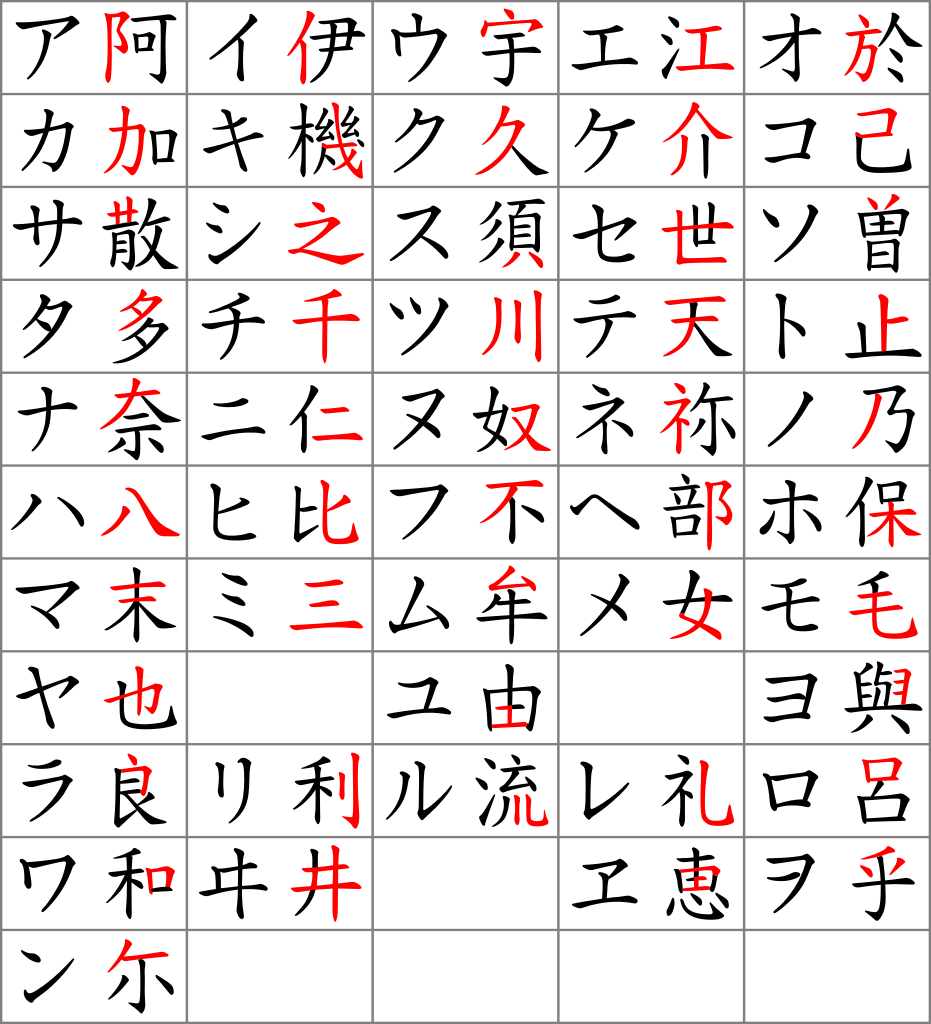 ア阿 イ伊 ウ宇 エ江 オ於
カ加 キ機 ク久 ケ介 コ己
サ散 シ之 ス須 セ世 ソ曽
タ多 チ千 ツ川 テ天 ト止
ナ奈 ニ仁 ヌ奴 ネ祢 ノ乃
ハ八 ヒ比 フ不 ヘ部 ホ保
マ末 ミ三 ム牟 メ女 モ毛
ヤ也 ユ由 ヨ與
ラ良 リ利 ル流 レ礼 ロ呂
ワ和 ヰ井 ヱ恵 ヲ乎
ン尓